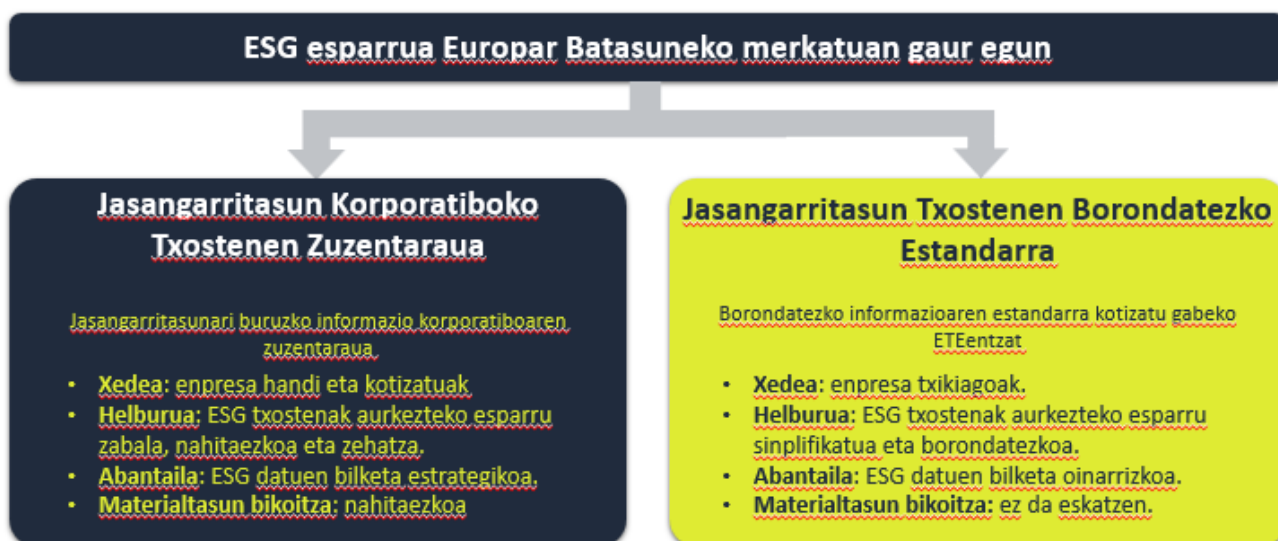 ESG esparrua Europar Batasuneko merkatuan gaur egun
Jasangarritasun Korporatiboko
Txostenen Zuzentaraua
Jasangarritasunari buruzko informazio korporatiboaren
zuzentaraua
• Xedea: enpresa handi eta kotizatuak
• Helburua: ESG txostenak aurkezteko esparru
zabala, nahitaezkoa eta zehatza.
• Abantaila: ESG datuen bilketa estrategikoa.
• Materialtasun bikoitza: nahitaezkoa
Jasangarritasun Txostenen Borondatezko
Estandarra
Borondatezko informazioaren estandarra kotizatu gabeko
ETEentzat
• Xedea: enpresa txikiagoak.
• Helburua: ESG txostenak aurkezteko esparru
sinplifikatua eta borondatezkoa.
• Abantaila: ESG datuen bilketa oinarrizkoa.
• Materialtasun bikoitza: ez da eskatzen.